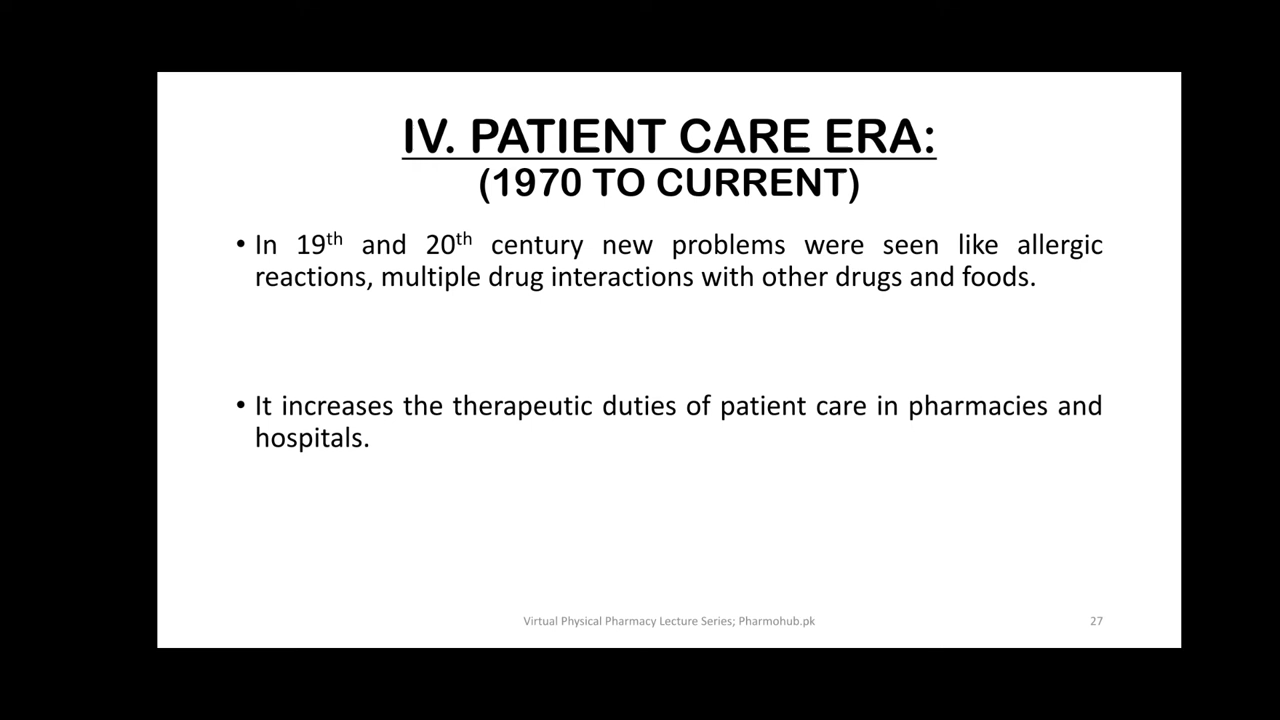 IV. PATIENT CARE ERA:
(1970 TO CURRENT)
• In 19th and 20th century new problems were seen like allergic
reactions, multiple drug interactions with other drugs and foods.
• It increases the therapeutic duties of patient care in pharmacies and
hospitals.
Virtual Physical Pharmacy Lecture Series; Pharmohub.pk
27